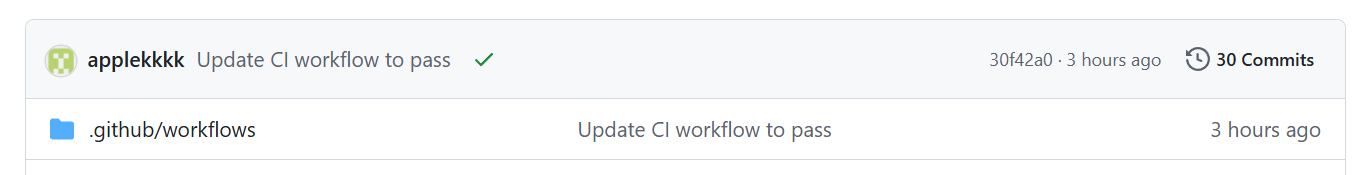 applekkkk Update CI workflow to pass 30f42a0 · 3 hours ago 30 Commits
.github/workflows Update CI workflow to pass 3 hours ago